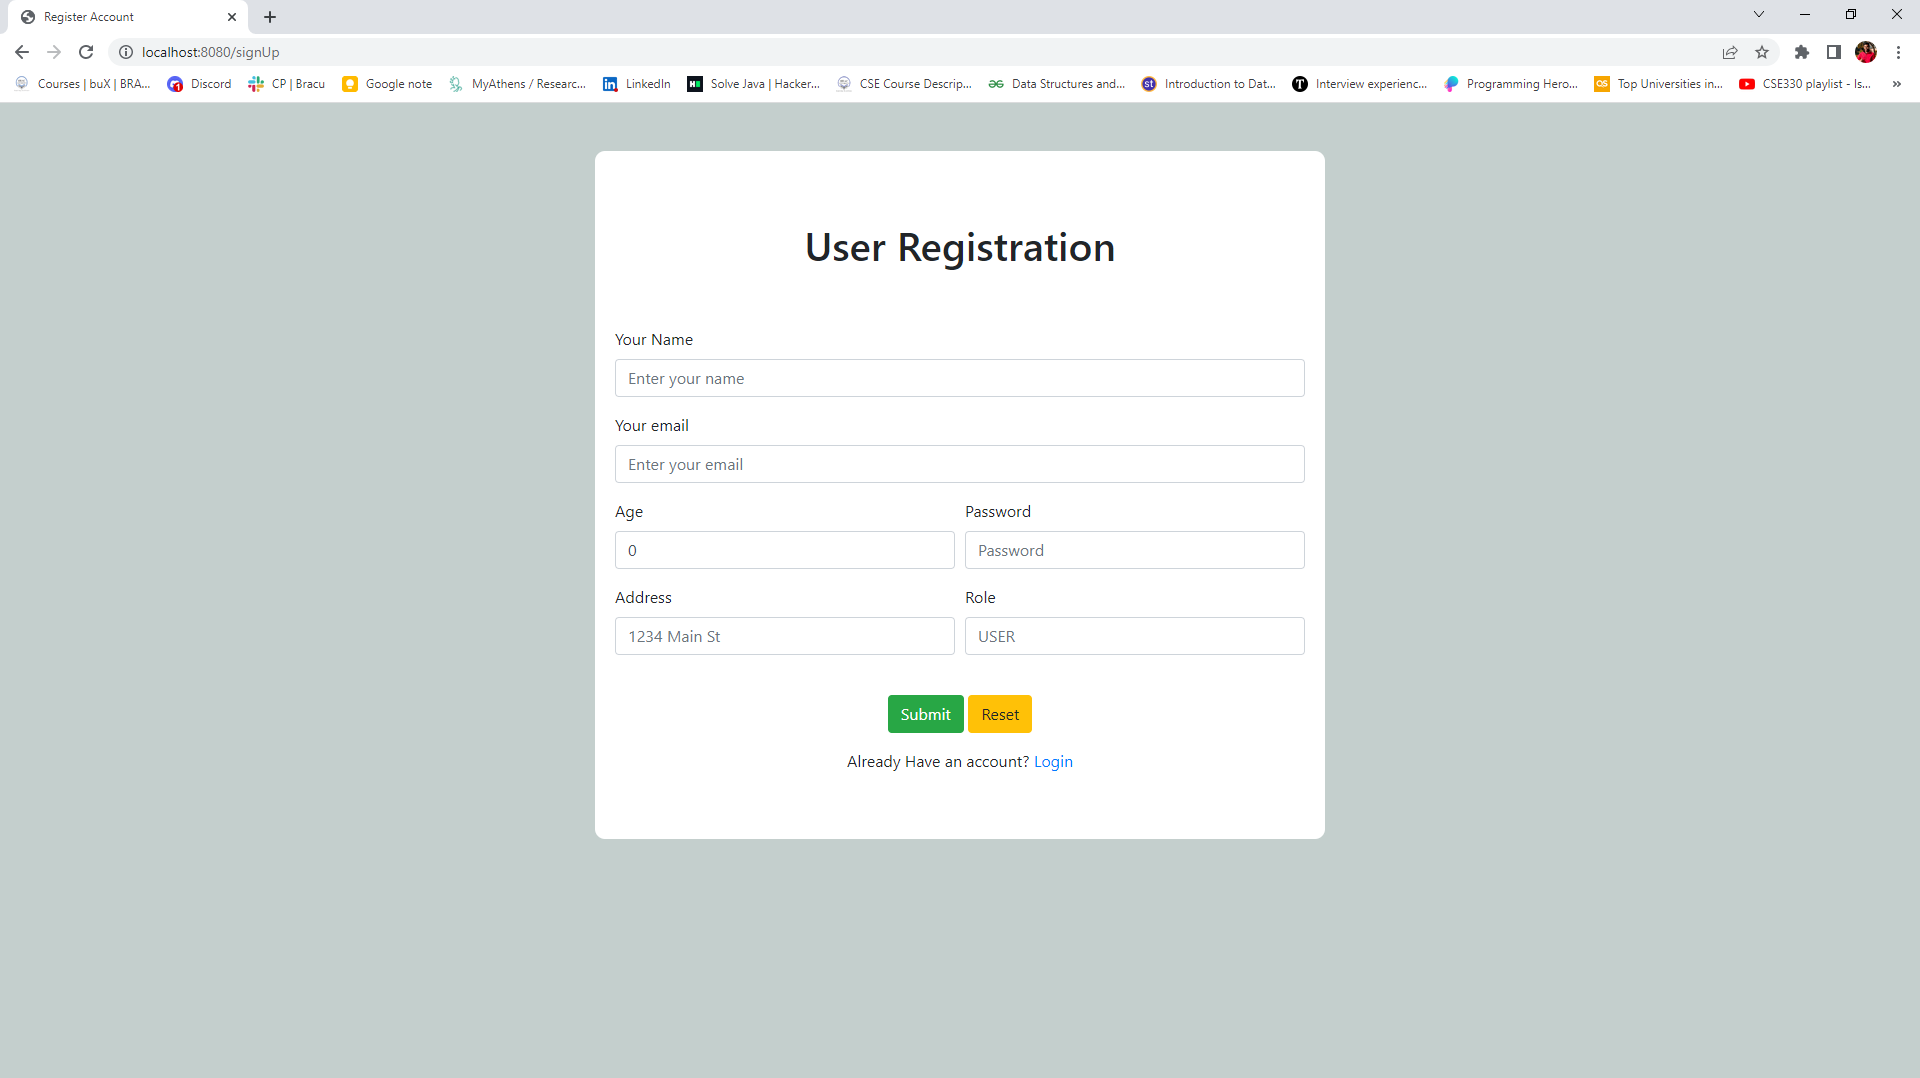 Register Account
localhost:8080/signUp
Courses | buX | BRA... Discord CP | Bracu Google note MyAthens / Researc... LinkedIn Solve Java | Hacker... CSE Course Descrip... Data Structures and... Introduction to Dat... Interview experienc... Programming Hero... Top Universities in... CSE330 playlist - Is... »
User Registration
Your Name
Enter your name
Your email
Enter your email
Age Password
0 Password
Address Role
1234 Main St USER
Submit Reset
Already Have an account? Login